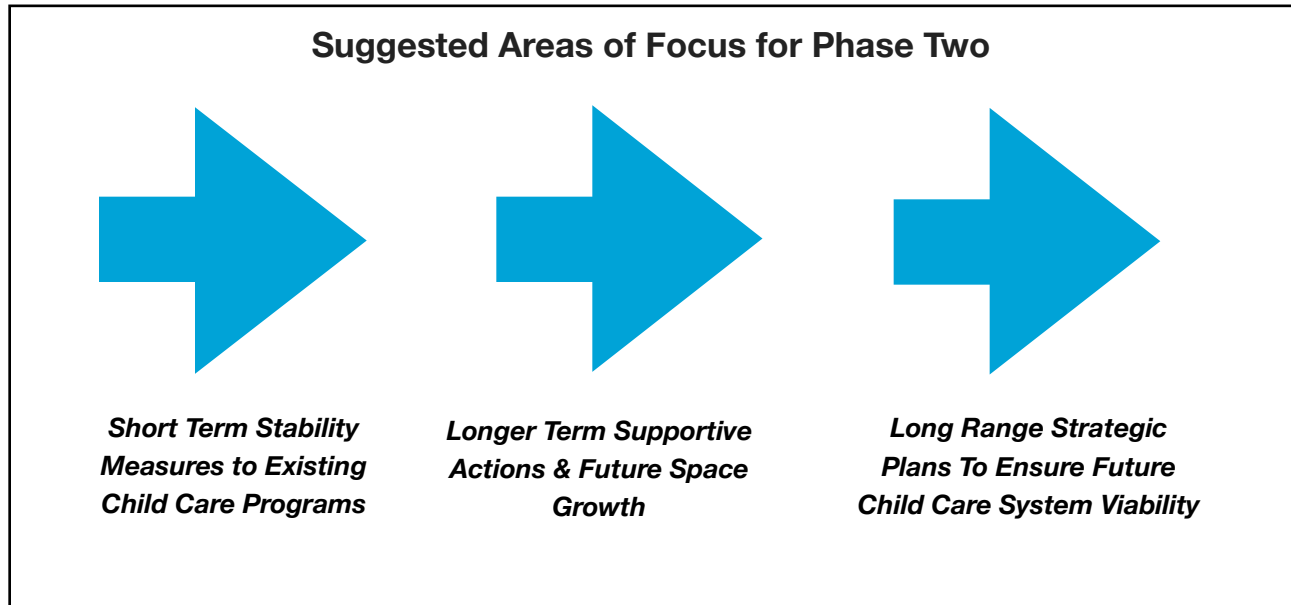 Suggested Areas of Focus for Phase Two
Short Term Stability
Measures to Existing
Child Care Programs
Longer Term Supportive
Actions & Future Space
Growth
Long Range Strategic
Plans To Ensure Future
Child Care System Viability